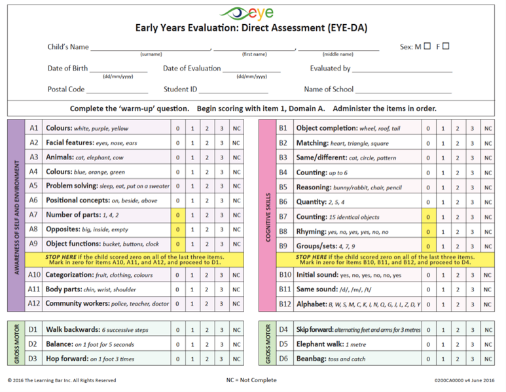 eye
Early Years Evaluation: Direct Assessment (EYE-DA)
Child's Name , , Sex: M F
(surname) (first name) (middle name)
Date of Birth Date of Evaluation Evaluated by
(dd/mm/yyyy) (dd/mm/yyyy)
Postal Code Student ID Name of School
Complete the 'warm-up' question. Begin scoring with item 1, Domain A. Administer the items in order.
AWARENESS OF SELF AND ENVIRONMENT
A1 Colours: white, purple, yellow 0 1 2 3 NC
A2 Facial features: eyes, nose, ears 0 1 2 3 NC
A3 Animals: cat, elephant, cow 0 1 2 3 NC
A4 Colours: blue, orange, green 0 1 2 3 NC
A5 Problem solving: sleep, eat, put on a sweater 0 1 2 3 NC
A6 Positional concepts: on, beside, above 0 1 2 3 NC
A7 Number of parts: 1, 4, 2 0 1 2 3 NC
A8 Opposites: big, inside, empty 0 1 2 3 NC
A9 Object functions: bucket, buttons, clock 0 1 2 3 NC
STOP HERE if the child scored zero on all of the last three items.
Mark in zero for items A10, A11, and A12, and proceed to D1.
A10 Categorization: fruit, clothing, colours 0 1 2 3 NC
A11 Body parts: chin, wrist, shoulder 0 1 2 3 NC
A12 Community workers: police, teacher, doctor 0 1 2 3 NC
COGNITIVE SKILLS
B1 Object completion: wheel, roof, tail 0 1 2 3 NC
B2 Matching: heart, triangle, square 0 1 2 3 NC
B3 Same/different: cat, circle, pattern 0 1 2 3 NC
B4 Counting: up to 6 0 1 2 3 NC
B5 Reasoning: bunny/rabbit, chair, pencil 0 1 2 3 NC
B6 Quantity: 2, 5, 4 0 1 2 3 NC
B7 Counting: 15 identical objects 0 1 2 3 NC
B8 Rhyming: yes, no, yes, yes, no, no 0 1 2 3 NC
B9 Groups/sets: 4, 7, 9 0 1 2 3 NC
STOP HERE if the child scored zero on all of the last three items.
Mark in zero for items B10, B11, and B12, and proceed to D4.
B10 Initial sound: yes, no, yes, no, no, yes 0 1 2 3 NC
B11 Same sound: /d/, /m/, /t/ 0 1 2 3 NC
B12 Alphabet: 0 1 2 3 NC
GROSS MOTOR
D1 Walk backwards: 6 successive steps 0 1 2 3 NC
D2 Balance: on 1 foot for 5 seconds 0 1 2 3 NC
D3 Hop forward: on 1 foot 3 times 0 1 2 3 NC
GROSS MOTOR
D4 Skip forward: alternating feet and arms for 3 metres 0 1 2 3 NC
D5 Elephant walk: 1 metre 0 1 2 3 NC
D6 Beanbag: toss and catch 0 1 2 3 NC
© 2016 The Learning Bar Inc. All Rights Reserved NC = Not Complete 0200CA0000 v4 June 2016